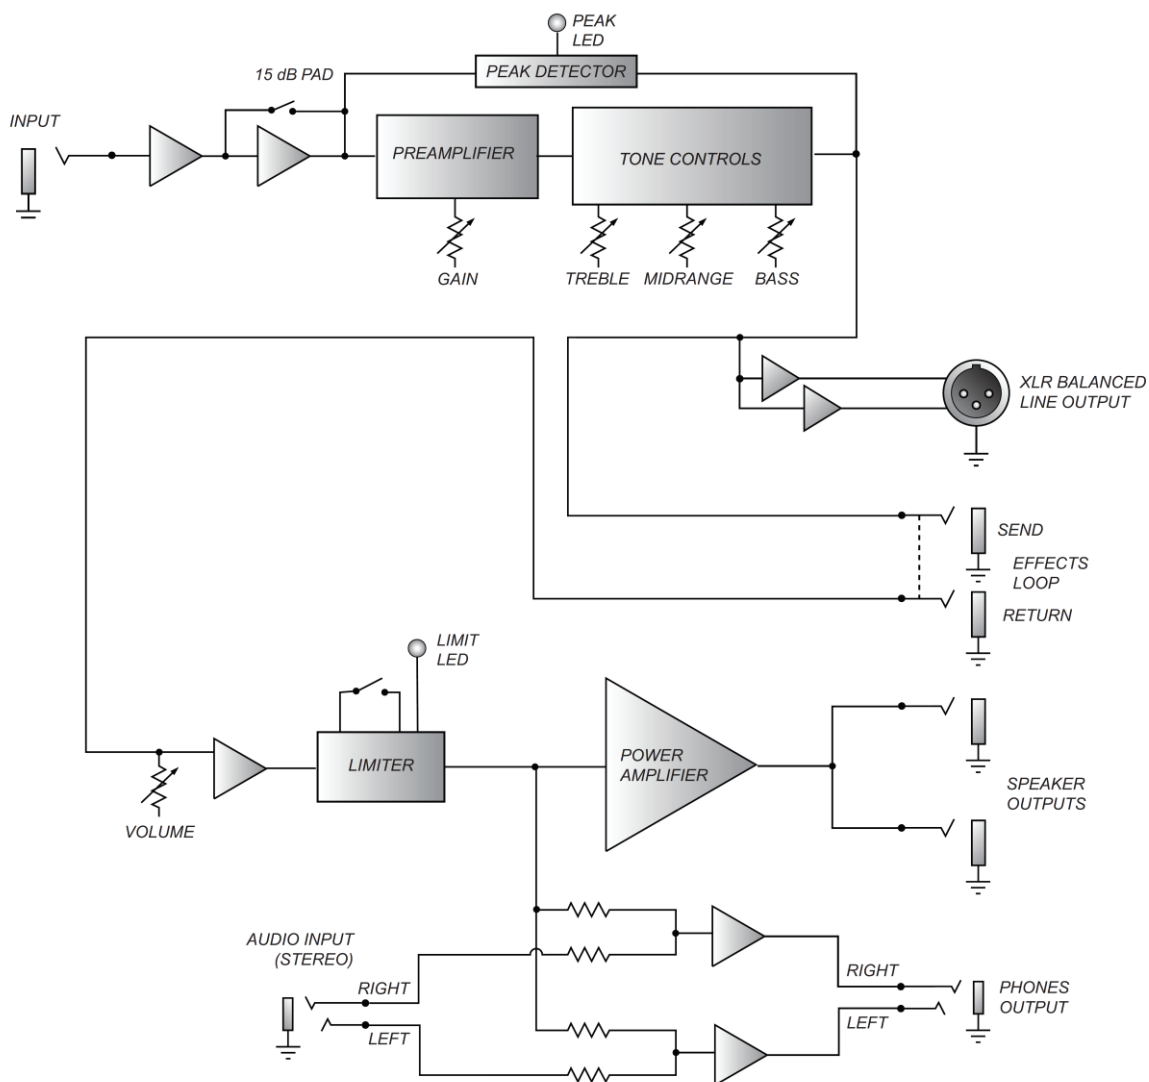 PEAK
LED
15 dB PAD
PEAK DETECTOR
INPUT
PREAMPLIFIER
TONE CONTROLS
GAIN
TREBLE
MIDRANGE
BASS
XLR BALANCED
LINE OUTPUT
SEND
EFFECTS
LOOP
RETURN
LIMIT
LED
LIMITER
POWER
AMPLIFIER
SPEAKER
OUTPUTS
VOLUME
AUDIO INPUT
(STEREO)
RIGHT
LEFT
RIGHT
LEFT
PHONES
OUTPUT